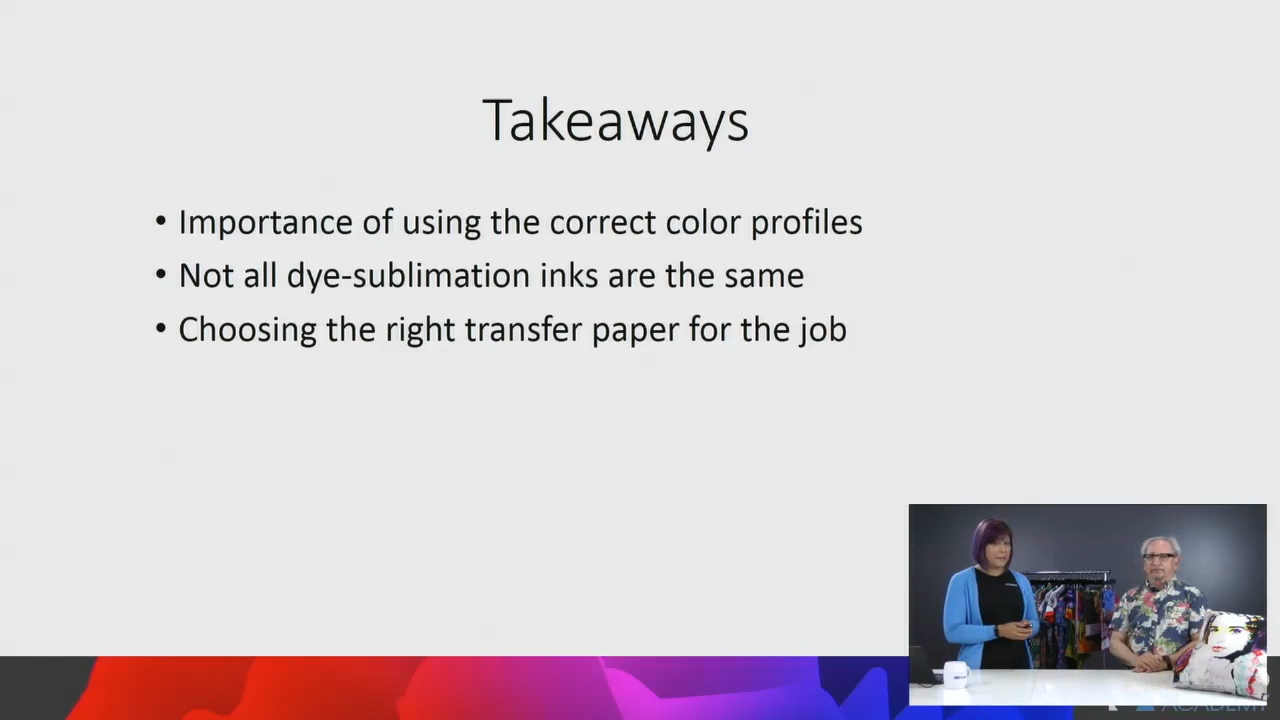 Takeaways
• Importance of using the correct color profiles
• Not all dye-sublimation inks are the same
• Choosing the right transfer paper for the job